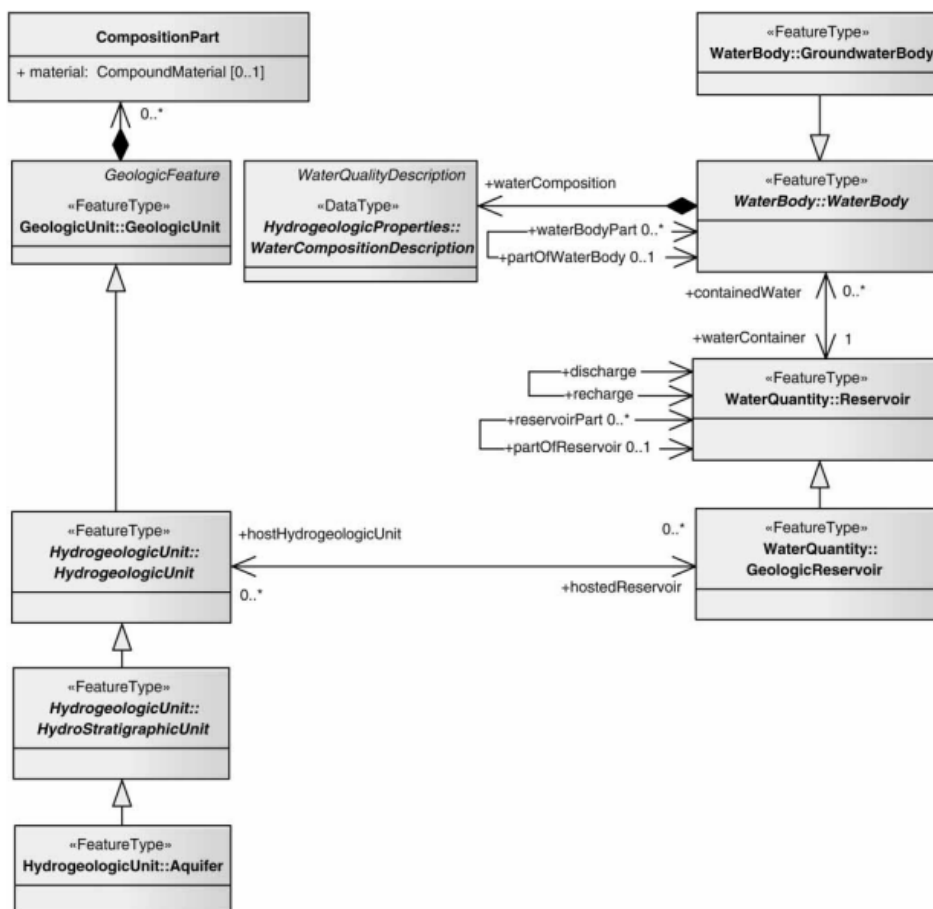 CompositionPart
+ material: CompoundMaterial [0..1]
0..*
GeologicFeature
«FeatureType»
GeologicUnit::GeologicUnit
WaterQualityDescription
«DataType»
HydrogeologicProperties::
WaterCompositionDescription
«FeatureType»
WaterBody::GroundwaterBody
+waterComposition
«FeatureType»
WaterBody::WaterBody
+waterBodyPart 0..*
+partOfWaterBody 0..1
+containedWater
0..*
+waterContainer
1
+discharge
+recharge
+reservoirPart 0..*
+partOfReservoir 0..1
«FeatureType»
WaterQuantity::Reservoir
«FeatureType»
HydrogeologicUnit::
HydrogeologicUnit
+hostHydrogeologicUnit
0..*
0..*
+hostedReservoir
«FeatureType»
WaterQuantity::
GeologicReservoir
«FeatureType»
HydrogeologicUnit::
HydroStratigraphicUnit
«FeatureType»
HydrogeologicUnit::Aquifer